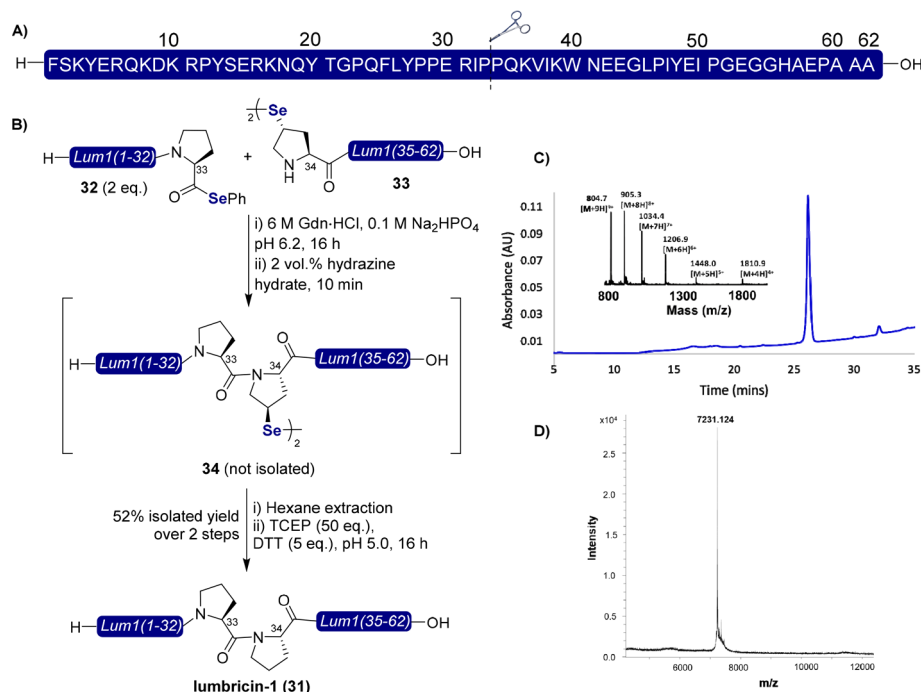 A)
10 20 30 40 50 60 62
H- FSKYERQKDK RPYSERKNQY TGPQFLYPPE RIPPQKVIKW NEEGLPIYEI PGEGGHAEPA AA -OH
B)
Se 2
H- Lum1(1-32) N 33 O SePh + N H 34 O Lum1(35-62) -OH
32 (2 eq.) 33
i) 6 M Gdn·HCl, 0.1 M Na2HPO4
pH 6.2, 16 h
ii) 2 vol.% hydrazine
hydrate, 10 min
H- Lum1(1-32) N 33 O N 34 O Lum1(35-62) -OH
Se 2
34 (not isolated)
52% isolated yield
over 2 steps
i) Hexane extraction
ii) TCEP (50 eq.),
DTT (5 eq.), pH 5.0, 16 h
H- Lum1(1-32) N 33 O N 34 O Lum1(35-62) -OH
lumbricin-1 (31)
C)
Absorbance (AU)
0.11
0.09
0.07
0.05
0.03
0.01
5 10 15 20 25 30 35
Time (mins)
804.7
[M+9H]9+
905.3
[M+8H]8+
1034.4
[M+7H]7+
1206.9
[M+6H]6+
1448.0
[M+5H]5+
1810.9
[M+4H]4+
800 1300 1800
Mass (m/z)
D)
x10⁴
7231.124
Intensity
2.5
2.0
1.5
1.0
0.5
0.0
6000 8000 10000 12000
m/z